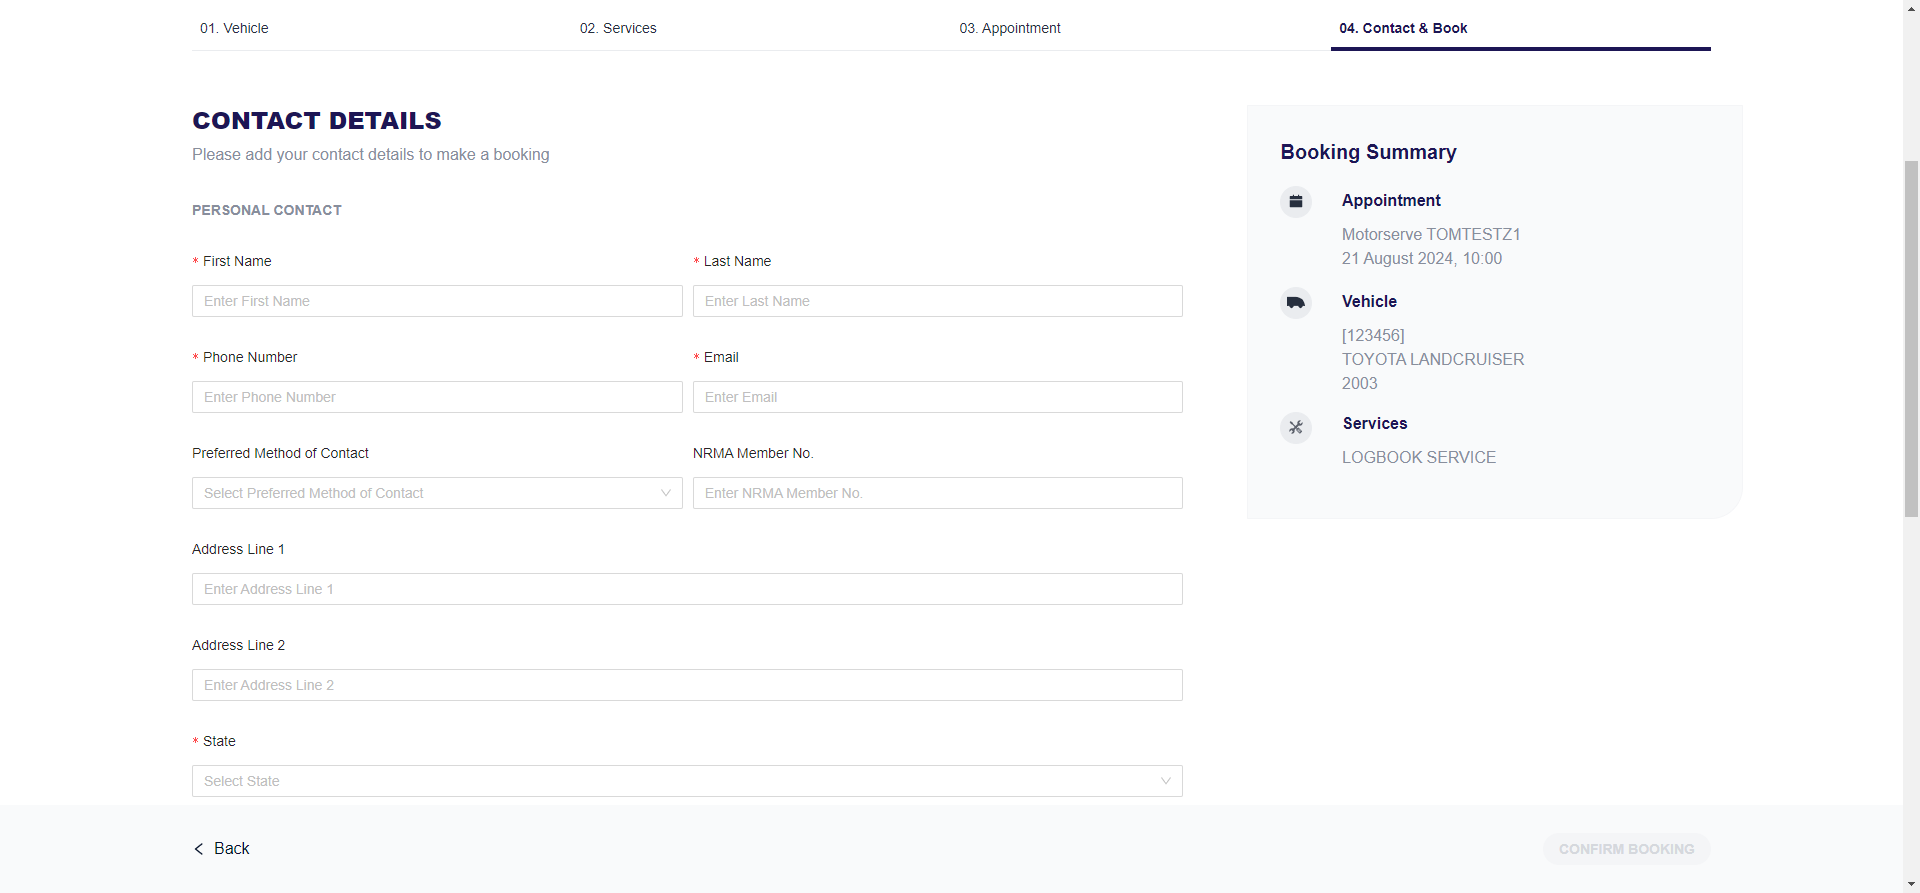 01. Vehicle
02. Services
03. Appointment
04. Contact & Book
CONTACT DETAILS
Please add your contact details to make a booking
PERSONAL CONTACT
* First Name
* Last Name
Enter First Name
Enter Last Name
* Phone Number
* Email
Enter Phone Number
Enter Email
Preferred Method of Contact
NRMA Member No.
Select Preferred Method of Contact
Enter NRMA Member No.
Address Line 1
Enter Address Line 1
Address Line 2
Enter Address Line 2
* State
Select State
Booking Summary
Appointment
Motorserve TOMTESTZ1
21 August 2024, 10:00
Vehicle
[123456]
TOYOTA LANDCRUISER
2003
Services
LOGBOOK SERVICE
Back
CONFIRM BOOKING